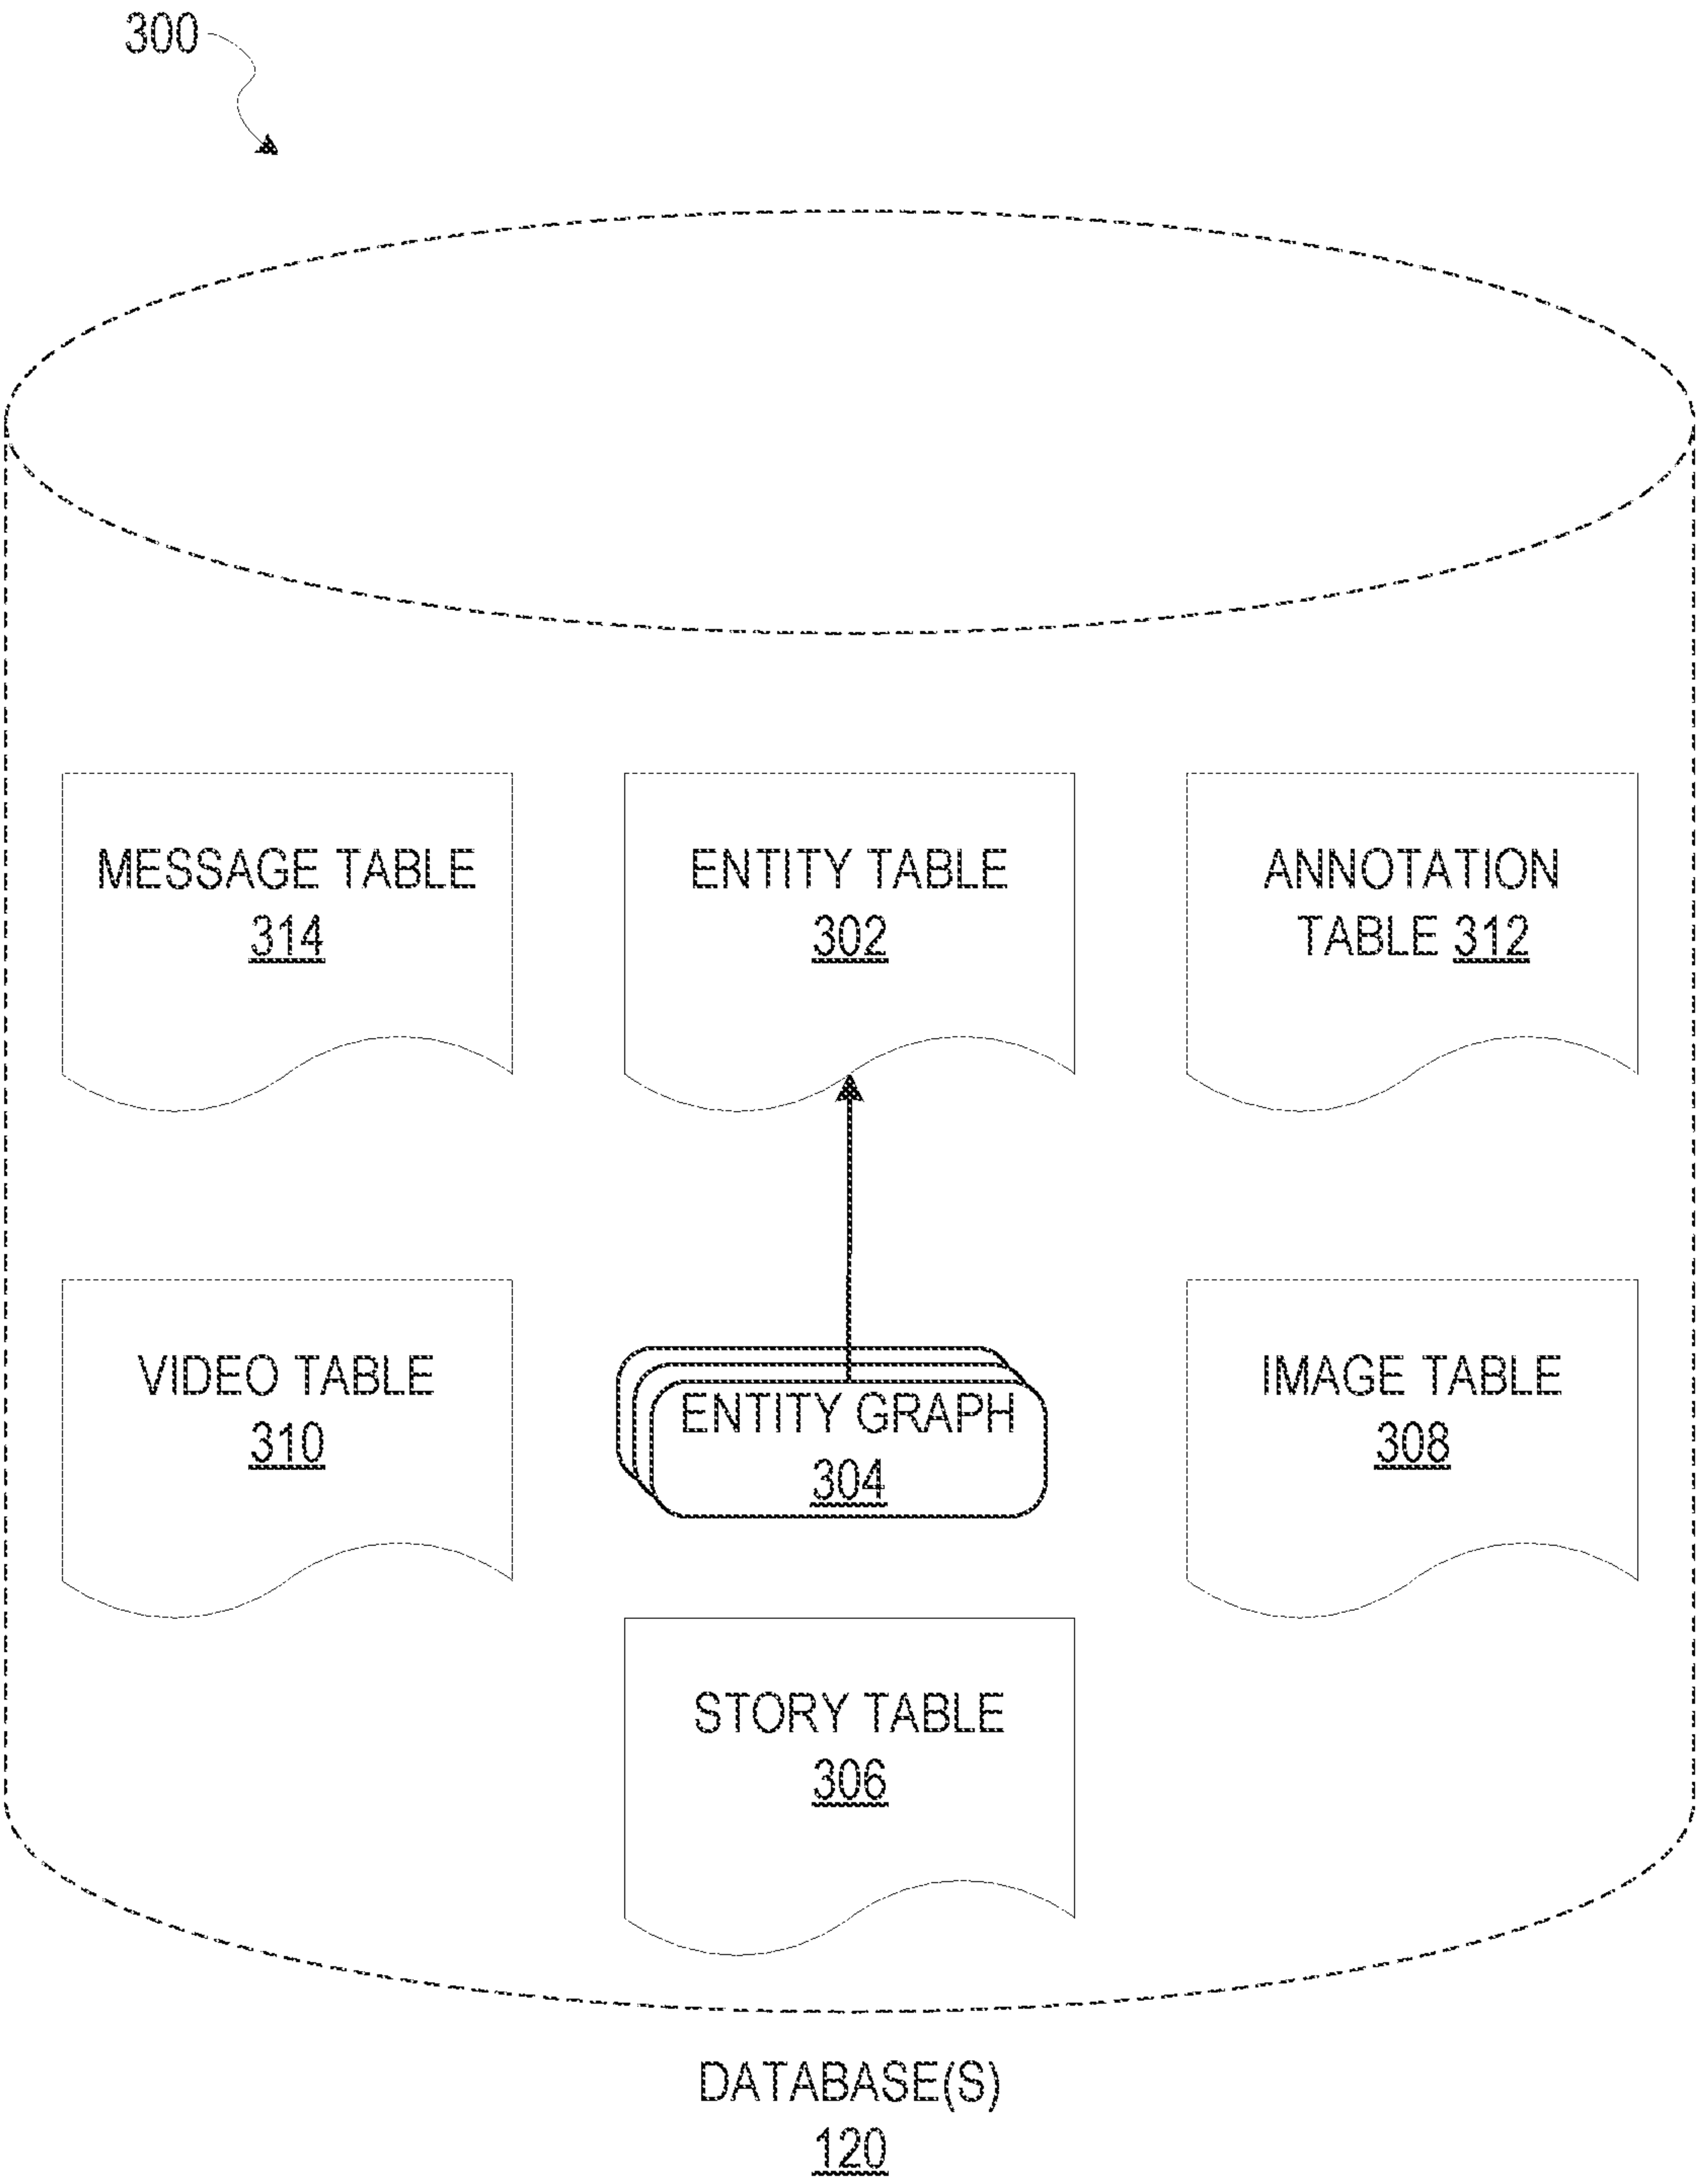 300
MESSAGE TABLE
314
ENTITY TABLE
302
ANNOTATION
TABLE 312
VIDEO TABLE
310
ENTITY GRAPH
304
IMAGE TABLE
308
STORY TABLE
306
DATABASE(S)
120